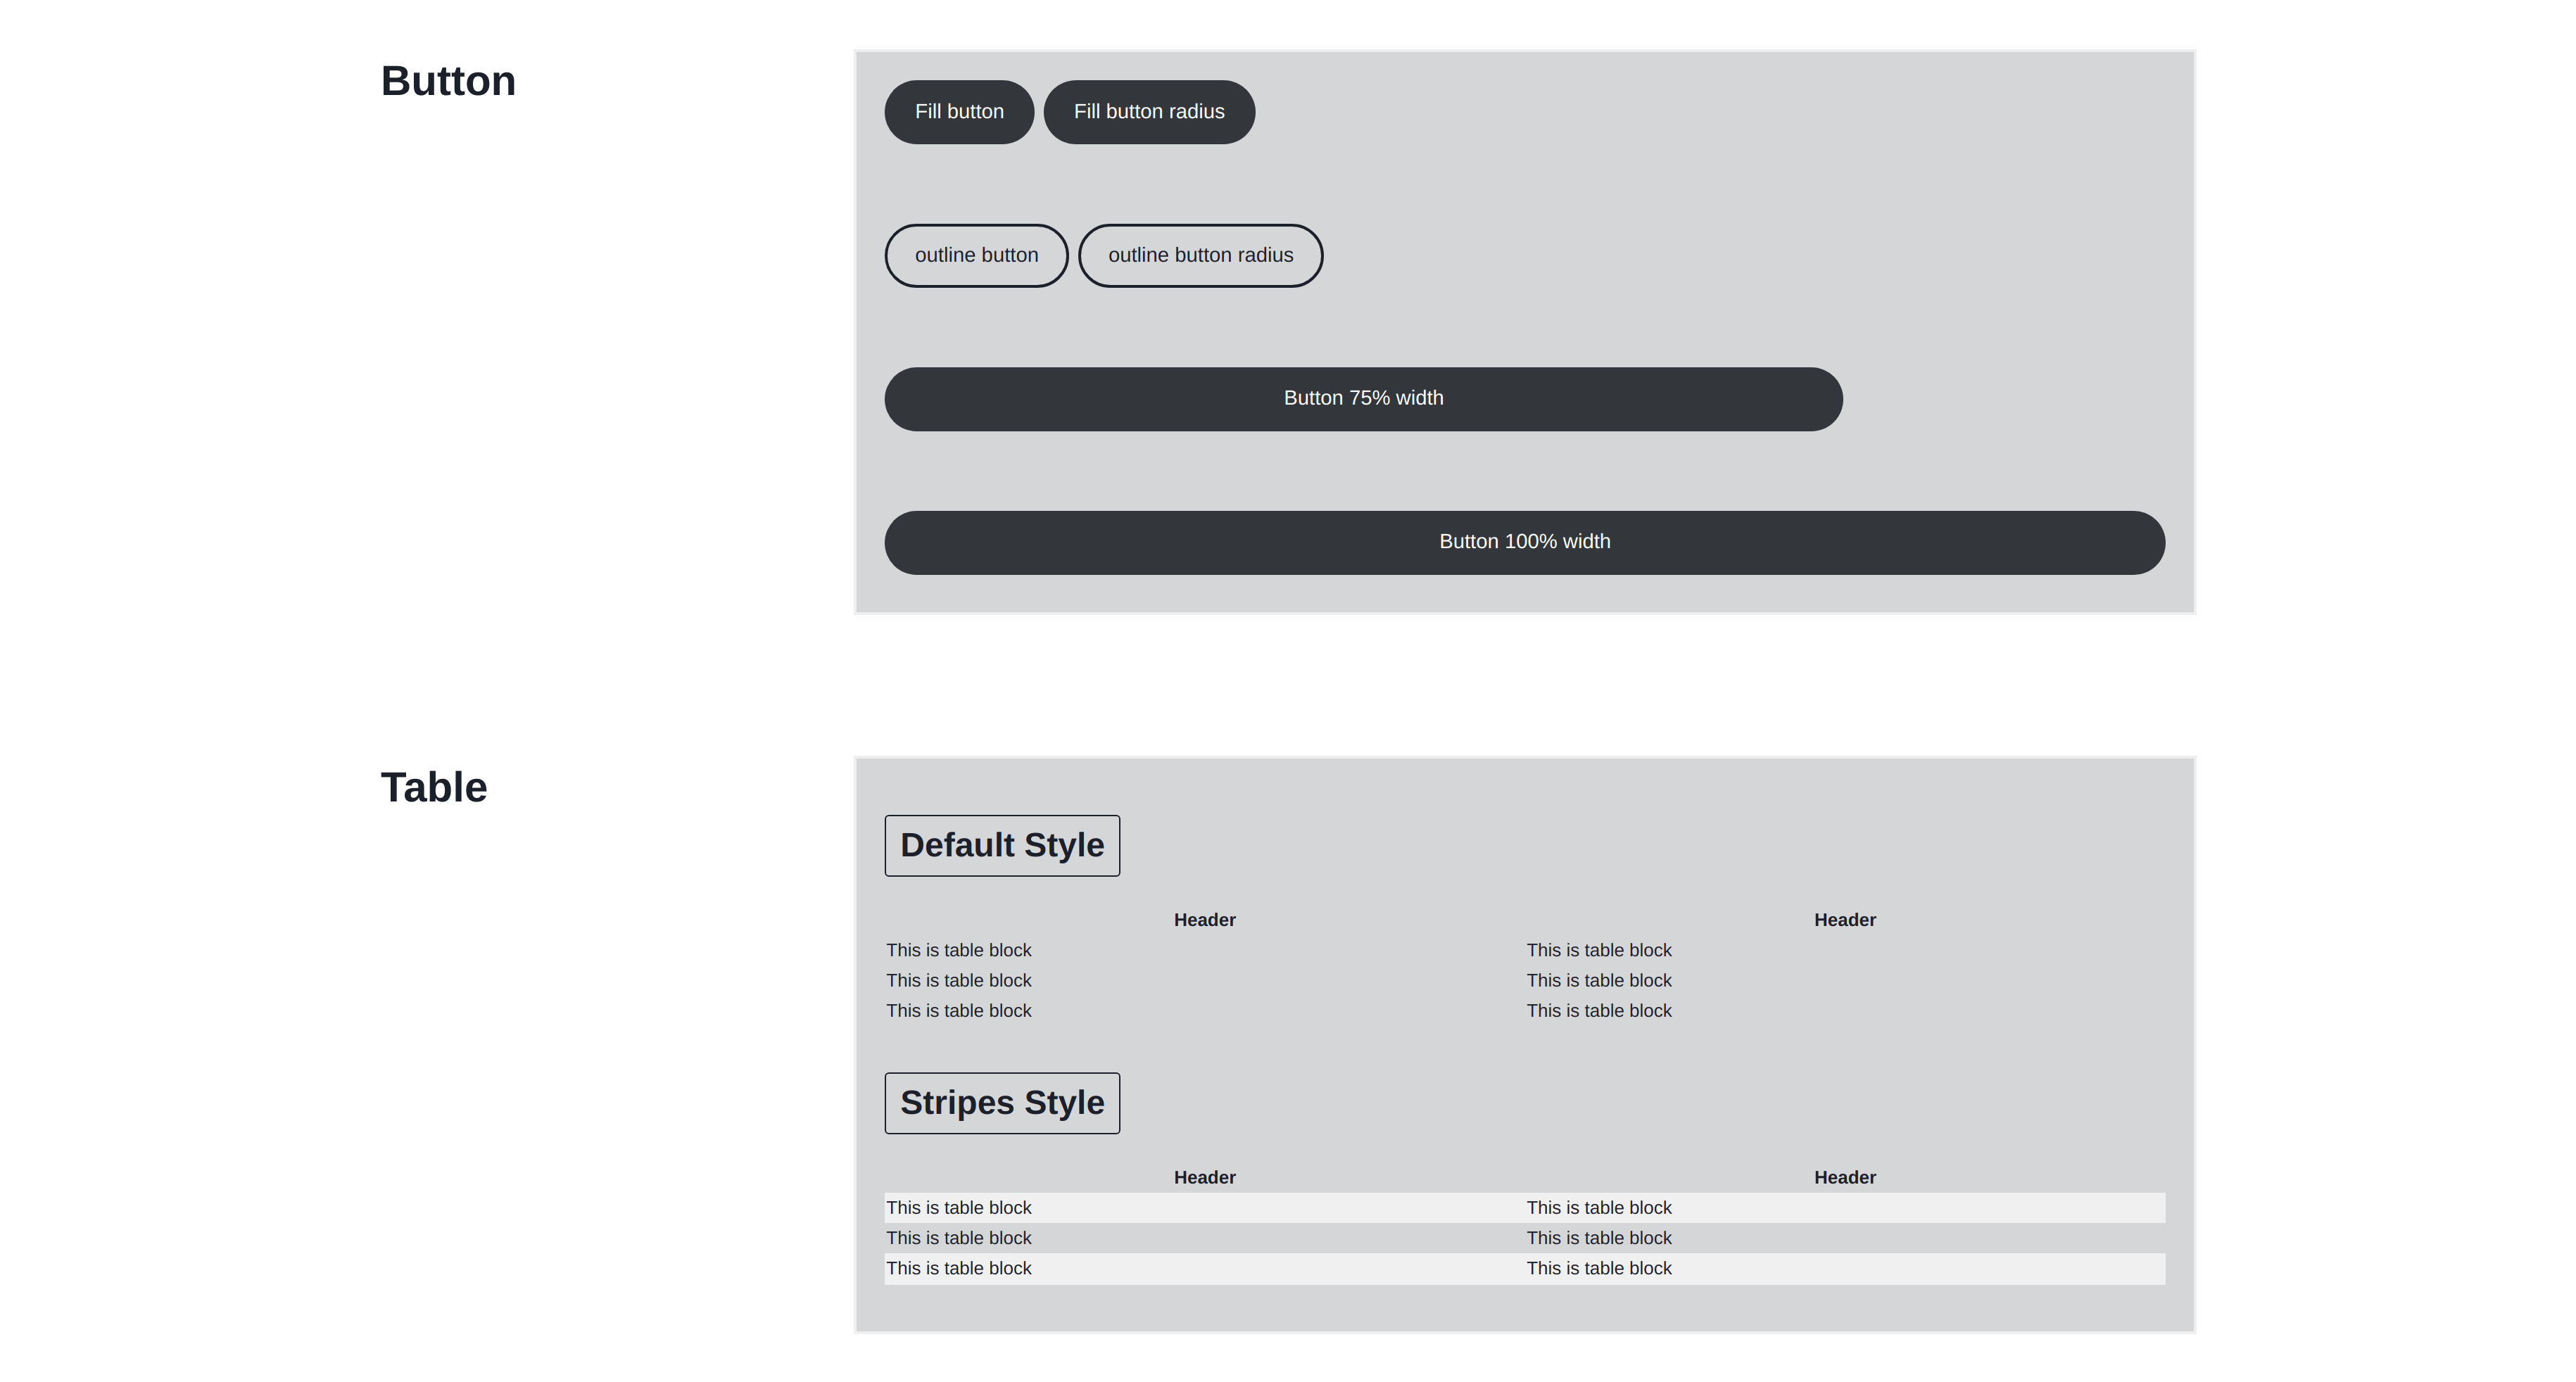 Button
Fill button Fill button radius
outline button outline button radius
Button 75% width
Button 100% width
Table
Default Style
Header Header
This is table block This is table block
This is table block This is table block
This is table block This is table block
Stripes Style
Header Header
This is table block This is table block
This is table block This is table block
This is table block This is table block